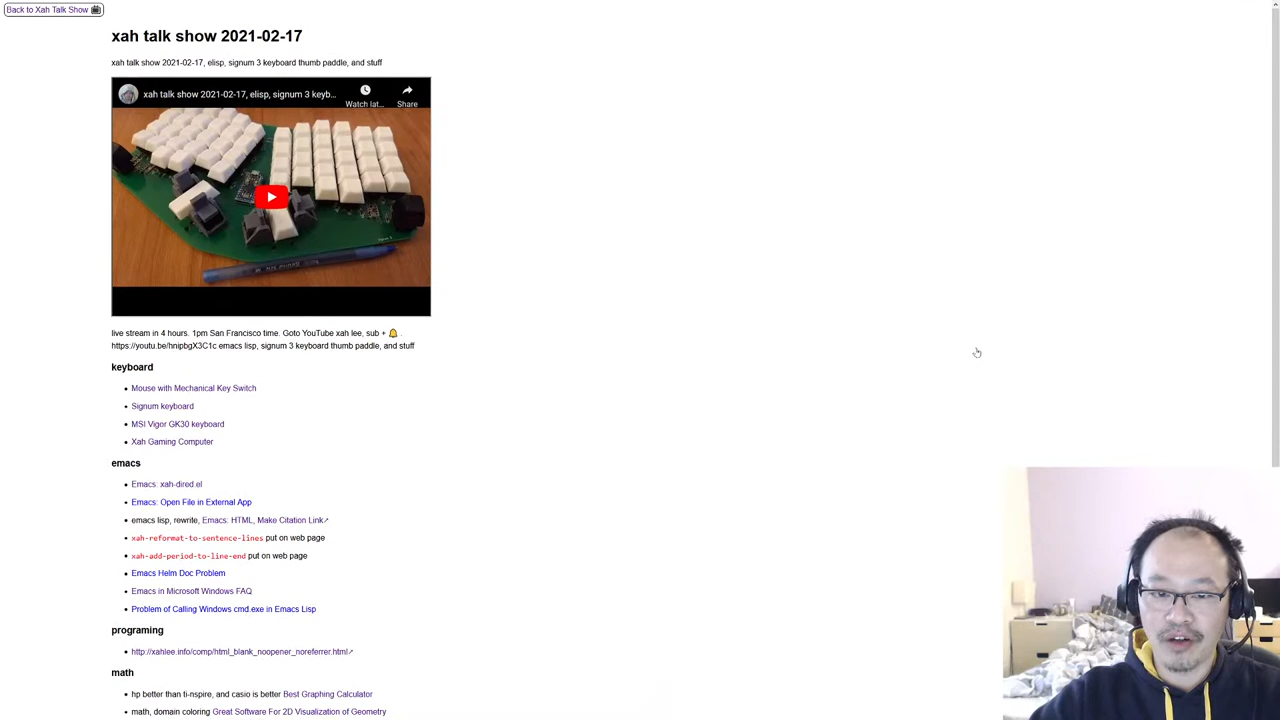 Back to Xah Talk Show
xah talk show 2021-02-17
xah talk show 2021-02-17, elisp, signum 3 keyboard thumb paddle, and stuff
xah talk show 2021-02-17, elisp, signum 3 keyb...
Watch lat...
Share
live stream in 4 hours. 1pm San Francisco time. Goto YouTube xah lee, sub + 🔔 .
https://youtu.be/hnipbgX3C1c emacs lisp, signum 3 keyboard thumb paddle, and stuff
keyboard
• Mouse with Mechanical Key Switch
• Signum keyboard
• MSI Vigor GK30 keyboard
• Xah Gaming Computer
emacs
• Emacs: xah-dired.el
• Emacs: Open File in External App
• emacs lisp, rewrite, Emacs: HTML, Make Citation Link↗
• xah-reformat-to-sentence-lines put on web page
• xah-add-period-to-line-end put on web page
• Emacs Helm Doc Problem
• Emacs in Microsoft Windows FAQ
• Problem of Calling Windows cmd.exe in Emacs Lisp
programing
• http://xahlee.info/comp/html_blank_noopener_noreferrer.html↗
math
• hp better than ti-nspire, and casio is better Best Graphing Calculator
• math, domain coloring Great Software For 2D Visualization of Geometry